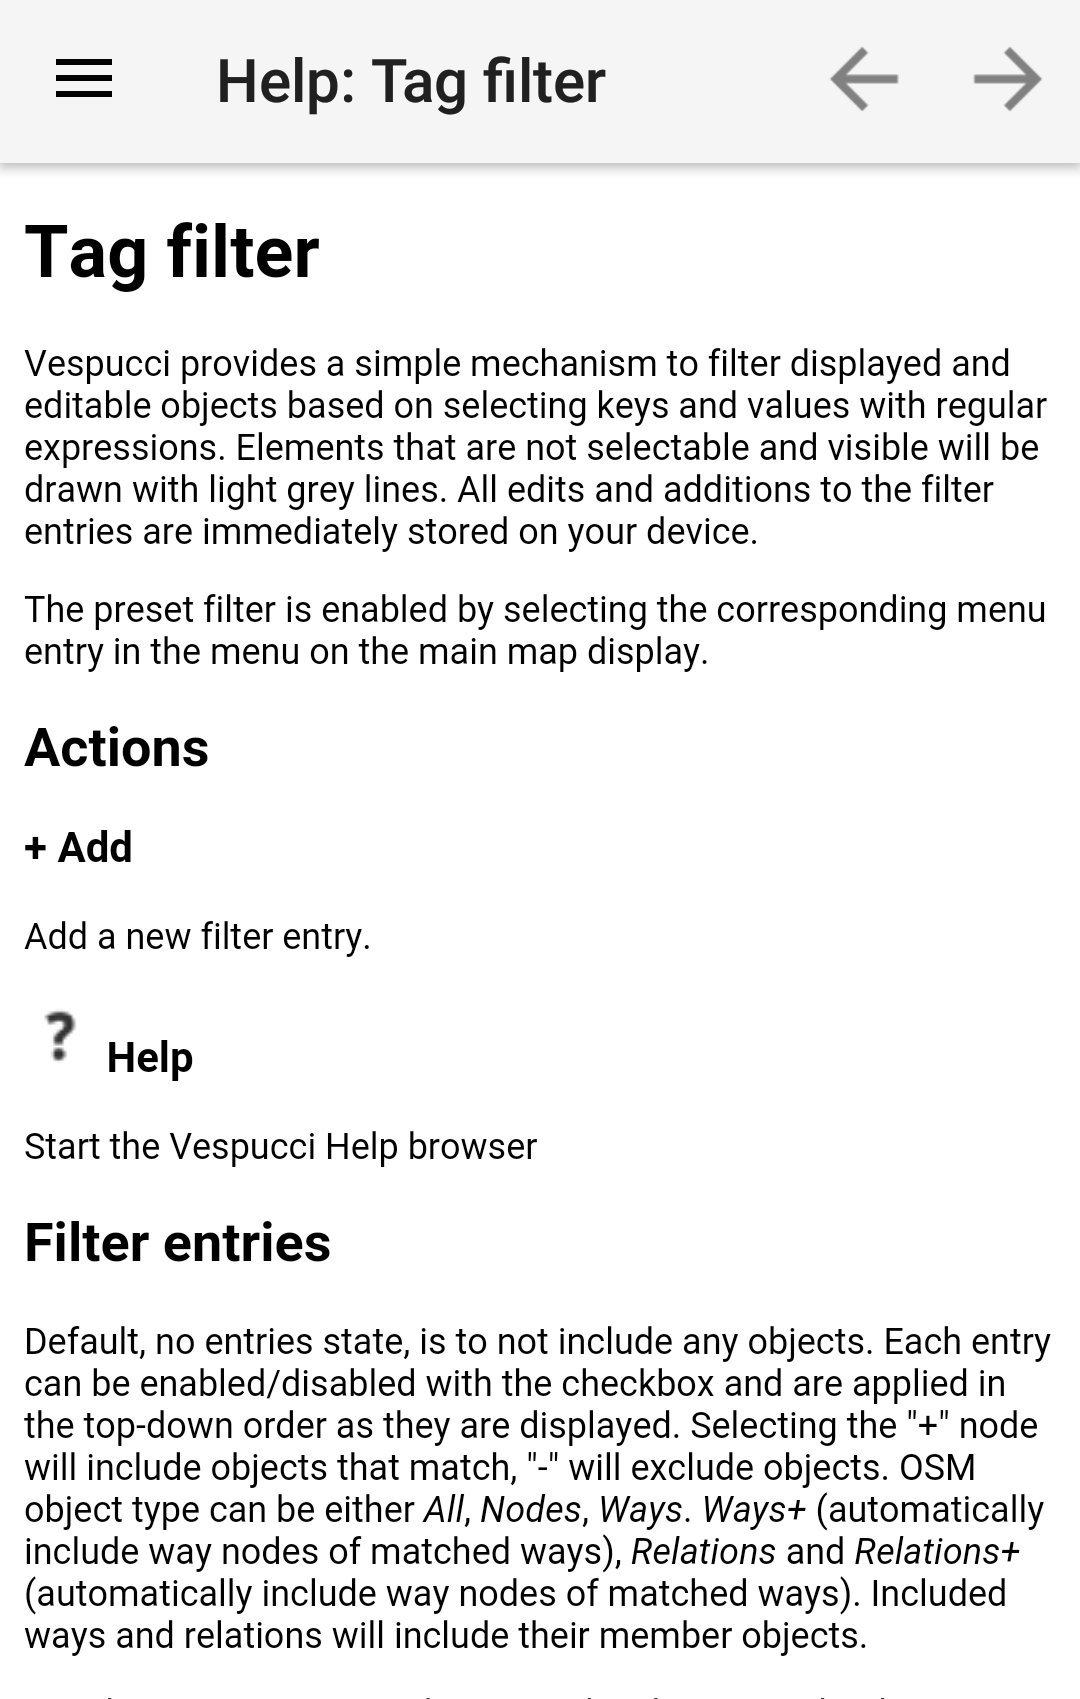 Help: Tag filter
Tag filter
Vespucci provides a simple mechanism to filter displayed and
editable objects based on selecting keys and values with regular
expressions. Elements that are not selectable and visible will be
drawn with light grey lines. All edits and additions to the filter
entries are immediately stored on your device.
The preset filter is enabled by selecting the corresponding menu
entry in the menu on the main map display.
Actions
+ Add
Add a new filter entry.
? Help
Start the Vespucci Help browser
Filter entries
Default, no entries state, is to not include any objects. Each entry
can be enabled/disabled with the checkbox and are applied in
the top-down order as they are displayed. Selecting the "+" node
will include objects that match, "-" will exclude objects. OSM
object type can be either All, Nodes, Ways. Ways+ (automatically
include way nodes of matched ways), Relations and Relations+
(automatically include way nodes of matched ways). Included
ways and relations will include their member objects.